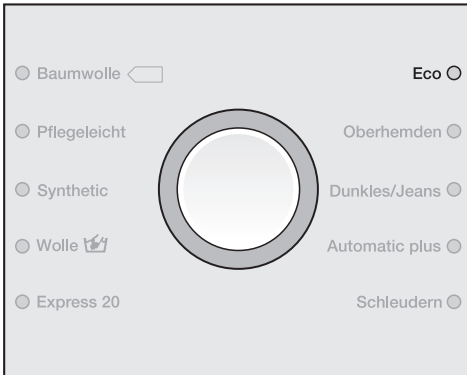 Baumwolle
Pflegeleicht
Synthetic
Wolle
Express 20
Eco
Oberhemden
Dunkles/Jeans
Automatic plus
Schleudern